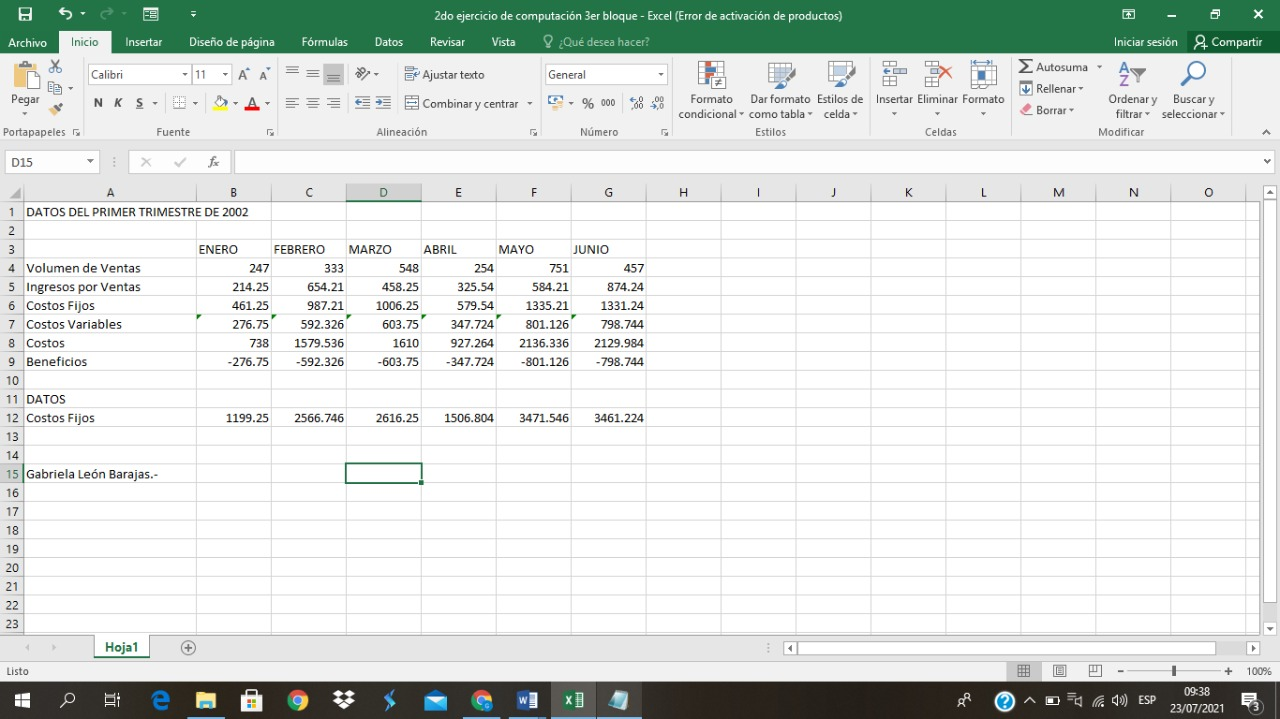 2do ejercicio de computación 3er bloque - Excel (Error de activación de productos)
Archivo Inicio Insertar Diseño de página Fórmulas Datos Revisar Vista ¿Qué desea hacer? Iniciar sesión Compartir
Pegar
Calibri 11
N K S
Ajustar texto
Combinar y centrar
General
% 000
Formato condicional
Dar formato como tabla
Estilos de celda
Insertar Eliminar Formato
Autosuma
Rellenar
Borrar
Ordenar y filtrar
Buscar y seleccionar
Portapapeles Fuente Alineación Número Estilos Celdas Modificar
D15 fx
A B C D E F G H I J K L M N O
1 DATOS DEL PRIMER TRIMESTRE DE 2002
2
3 ENERO FEBRERO MARZO ABRIL MAYO JUNIO
4 Volumen de Ventas 247 333 548 254 751 457
5 Ingresos por Ventas 214.25 654.21 458.25 325.54 584.21 874.24
6 Costos Fijos 461.25 987.21 1006.25 579.54 1335.21 1331.24
7 Costos Variables 276.75 592.326 603.75 347.724 801.126 798.744
8 Costos 738 1579.536 1610 927.264 2136.336 2129.984
9 Beneficios -276.75 -592.326 -603.75 -347.724 -801.126 -798.744
10
11 DATOS
12 Costos Fijos 1199.25 2566.746 2616.25 1506.804 3471.546 3461.224
13
14
15 Gabriela León Barajas.-
16
17
18
19
20
21
22
23
Hoja1
Listo 100%
ESP
09:38
23/07/2021
3